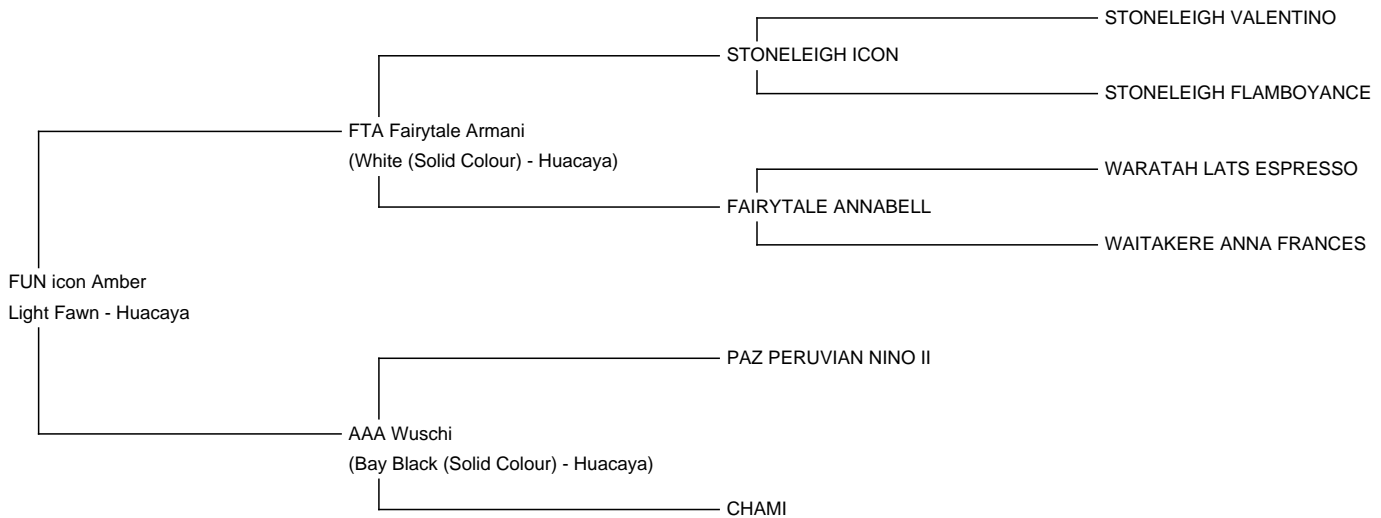 STONELEIGH VALENTINO
STONELEIGH ICON
STONELEIGH FLAMBOYANCE
FTA Fairytale Armani
(White (Solid Colour) - Huacaya)
WARATAH LATS ESPRESSO
FAIRYTALE ANNABELL
WAITAKERE ANNA FRANCES
FUN icon Amber
Light Fawn - Huacaya
PAZ PERUVIAN NINO II
AAA Wuschi
(Bay Black (Solid Colour) - Huacaya)
CHAMI